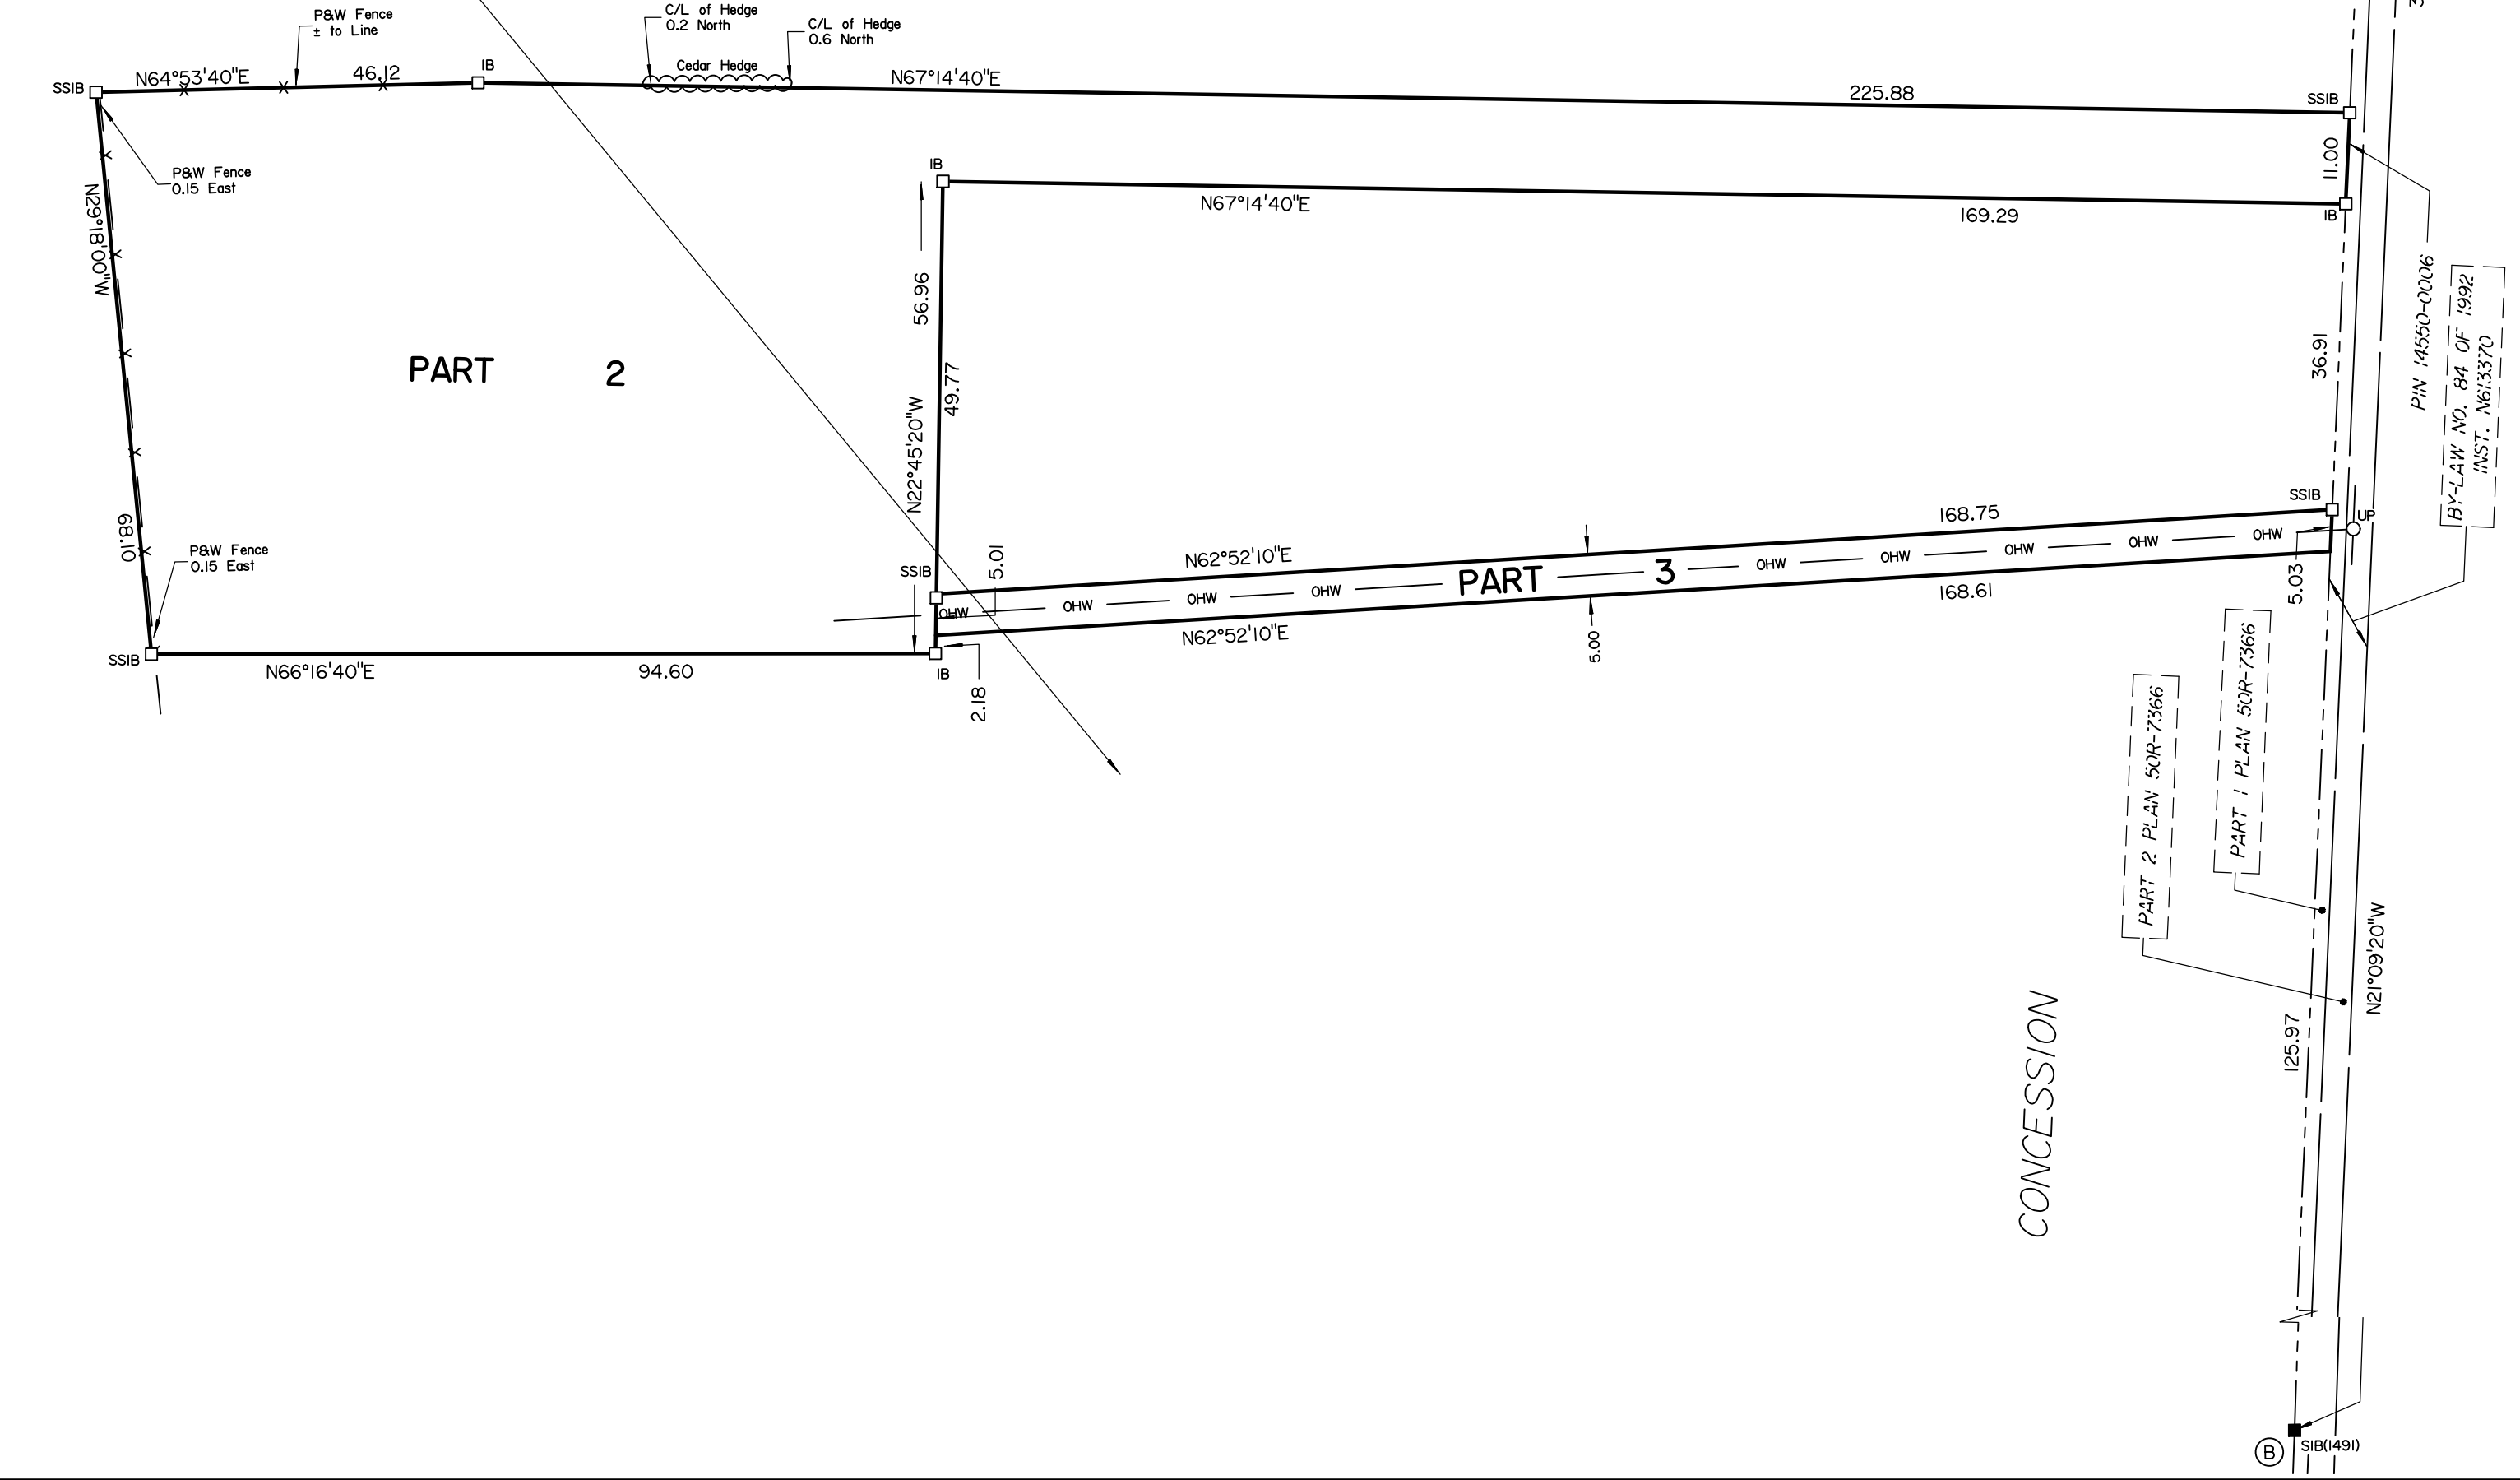 P&W Fence
± to Line
C/L of Hedge
0.2 North
C/L of Hedge
0.6 North
IB
Cedar Hedge
SSIB
N64°53'40"E
46.12
N67°14'40"E
225.88
SSIB
P&W Fence
0.15 East
IB
11.00
N67°14'40"E
169.29
IB
N29°18'00"W
56.96
PIN 14550-0006
BY-LAW NO. 84 OF 1992
INST. N613370
PART 2
49.77
36.91
N22°45'20"W
68.10
SSIB
168.75
UP
P&W Fence
0.15 East
SSIB
5.01
N62°52'10"E
OHW
OHW
OHW
OHW
PART 3
OHW
OHW
OHW
OHW
OHW
5.03
168.61
N62°52'10"E
5.00
SSIB
N66°16'40"E
94.60
IB
2.18
PART 2 PLAN 50R-7366
PART 1 PLAN 50R-7366
N21°09'20"W
125.97
CONCESSION
B
SIB(1491)